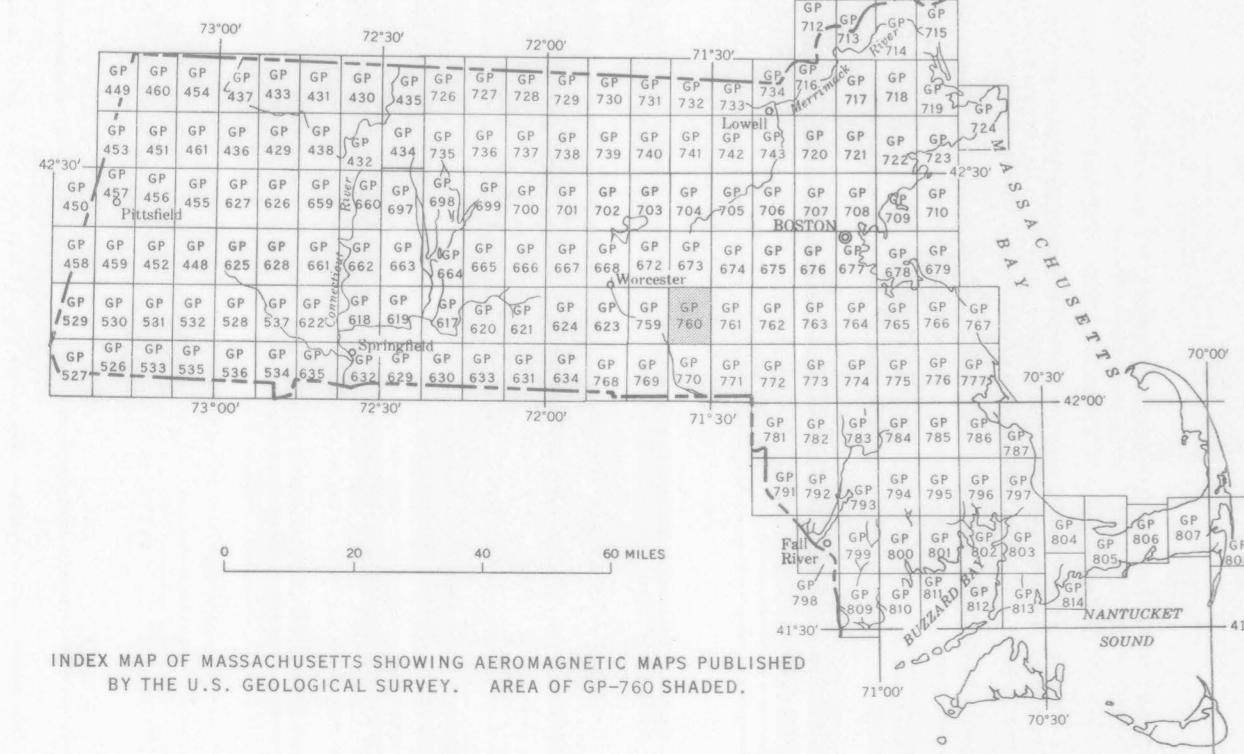 GP 712 GP 713 GP 714 GP 715
73°00′ 72°30′ 72°00′ 71°30′
GP 449 GP 460 GP 454 GP 437 GP 433 GP 431 GP 430 GP 435 GP 726 GP 727 GP 728 GP 729 GP 730 GP 731 GP 732 GP 733 GP 734 GP 716 GP 717 GP 718 GP 719 GP 724
Merrimack River
Lowell
GP 453 GP 451 GP 461 GP 436 GP 429 GP 438 GP 432 GP 434 GP 735 GP 736 GP 737 GP 738 GP 739 GP 740 GP 741 GP 742 GP 743 GP 720 GP 721 GP 722 GP 723
42°30′ 42°30′
MASSACHUSETTS BAY
GP 450 GP 457 GP 456 GP 455 GP 627 GP 626 GP 659 GP 660 GP 697 GP 698 GP 699 GP 700 GP 701 GP 702 GP 703 GP 704 GP 705 GP 706 GP 707 GP 708 GP 709 GP 710
Pittsfield
BOSTON
Connecticut River
GP 458 GP 459 GP 452 GP 448 GP 625 GP 628 GP 661 GP 662 GP 663 GP 664 GP 665 GP 666 GP 667 GP 668 GP 672 GP 673 GP 674 GP 675 GP 676 GP 677 GP 678 GP 679
Worcester
GP 529 GP 530 GP 531 GP 532 GP 528 GP 537 GP 622 GP 618 GP 619 GP 617 GP 620 GP 621 GP 624 GP 623 GP 759 GP 760 GP 761 GP 762 GP 763 GP 764 GP 765 GP 766 GP 767
Springfield
GP 527 GP 526 GP 533 GP 535 GP 536 GP 534 GP 635 GP 632 GP 629 GP 630 GP 633 GP 631 GP 634 GP 768 GP 769 GP 770 GP 771 GP 772 GP 773 GP 774 GP 775 GP 776 GP 777
70°30′ 70°00′
73°00′ 72°30′ 72°00′ 71°30′ 42°00′
GP 781 GP 782 GP 783 GP 784 GP 785 GP 786 GP 787
GP 791 GP 792 GP 793 GP 794 GP 795 GP 796 GP 797
Fall River
GP 799 GP 800 GP 801 GP 802 GP 803 GP 804 GP 805 GP 806 GP 807
0 20 40 60 MILES
GP 798 GP 809 GP 810 GP 811 GP 812 GP 813 GP 814
BUZZARD BAY
NANTUCKET
SOUND
41°30′
71°00′
70°30′
INDEX MAP OF MASSACHUSETTS SHOWING AEROMAGNETIC MAPS PUBLISHED
BY THE U.S. GEOLOGICAL SURVEY. AREA OF GP-760 SHADED.